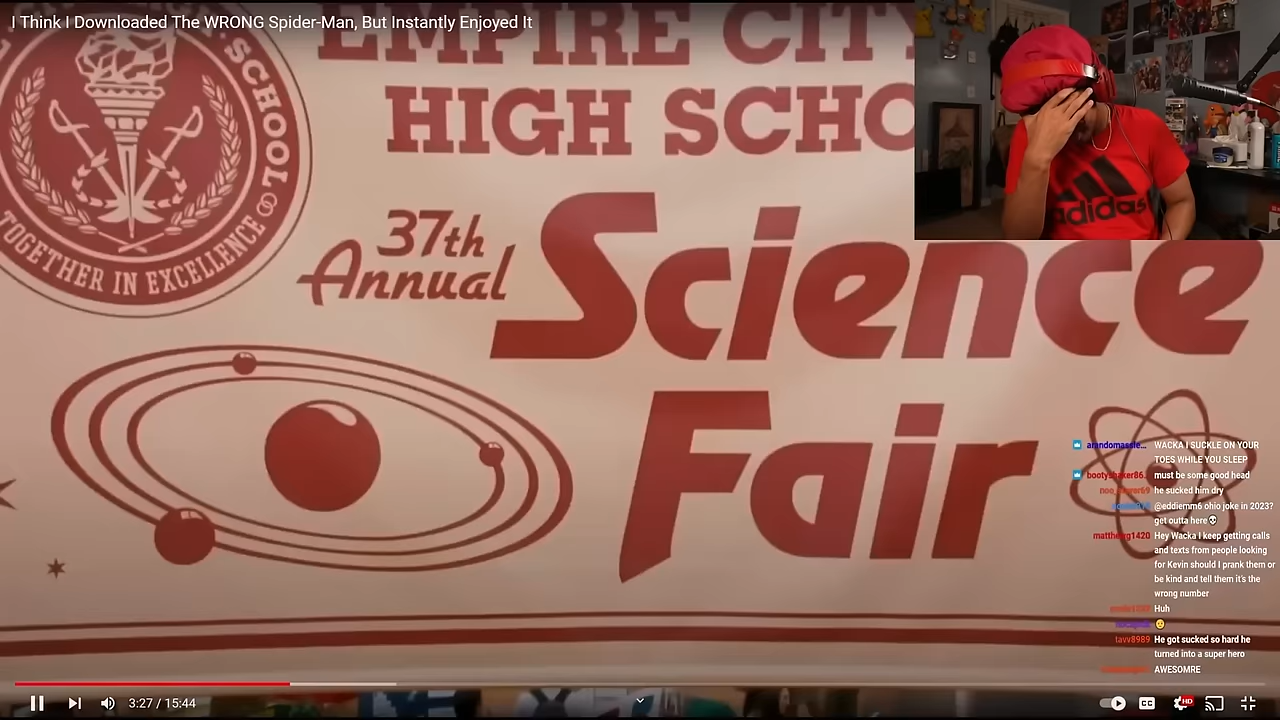 I Think I Downloaded The WRONG Spider-Man, But Instantly Enjoyed It
EMPIRE CITY
HIGH SCHO
SCHOOL
TOGETHER IN EXCELLENCE
37th
Annual
Science
Fair
adidas
WACKA I SUCKLE ON YOUR
TOES WHILE YOU SLEEP
bootyshaker86. must be some good head
he sucked him dry
@eddiemm6 ohio joke in 2023?
get outta here💀
Hey Wacka I keep getting calls
and texts from people looking
for Kevin should I prank them or
be kind and tell them it's the
wrong number
Huh
tavv8989 He got sucked so hard he
turned into a super hero
AWESOMRE
3:27 / 15:44
CC
HD